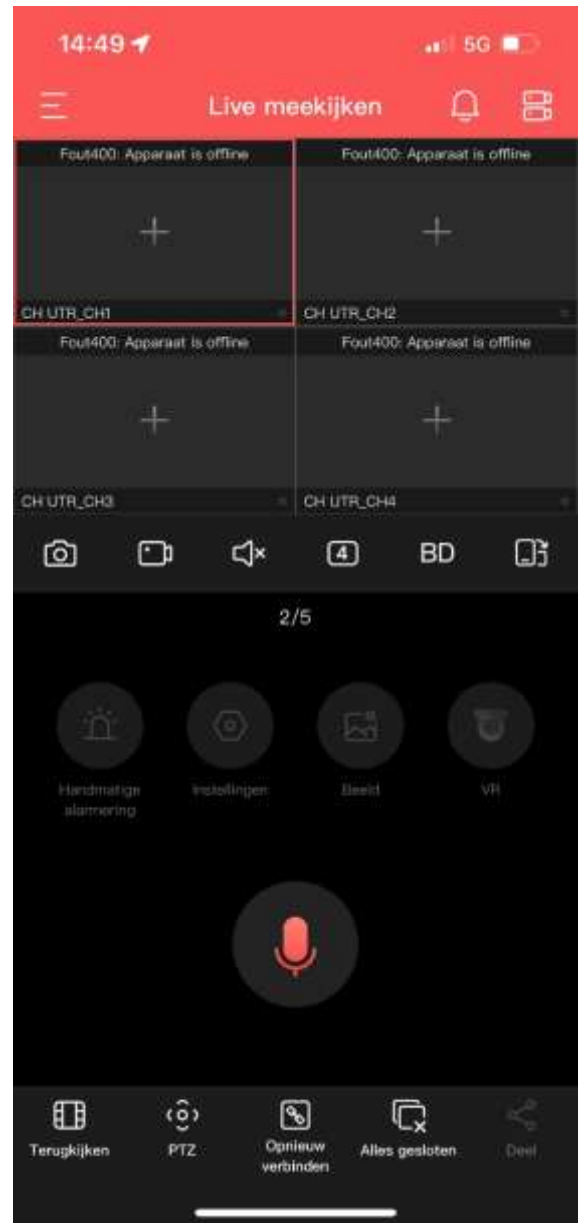 14:49
5G
Live meekijken
Fout400: Apparaat is offline
Fout400: Apparaat is offline
CH UTR_CH1
CH UTR_CH2
Fout400: Apparaat is offline
Fout400: Apparaat is offline
CH UTR_CH3
CH UTR_CH4
4
BD
2/5
Handmatige
alarmering
Instellingen
Beeld
VR
Terugkijken
PTZ
Opnieuw
verbinden
Alles gesloten
Deel